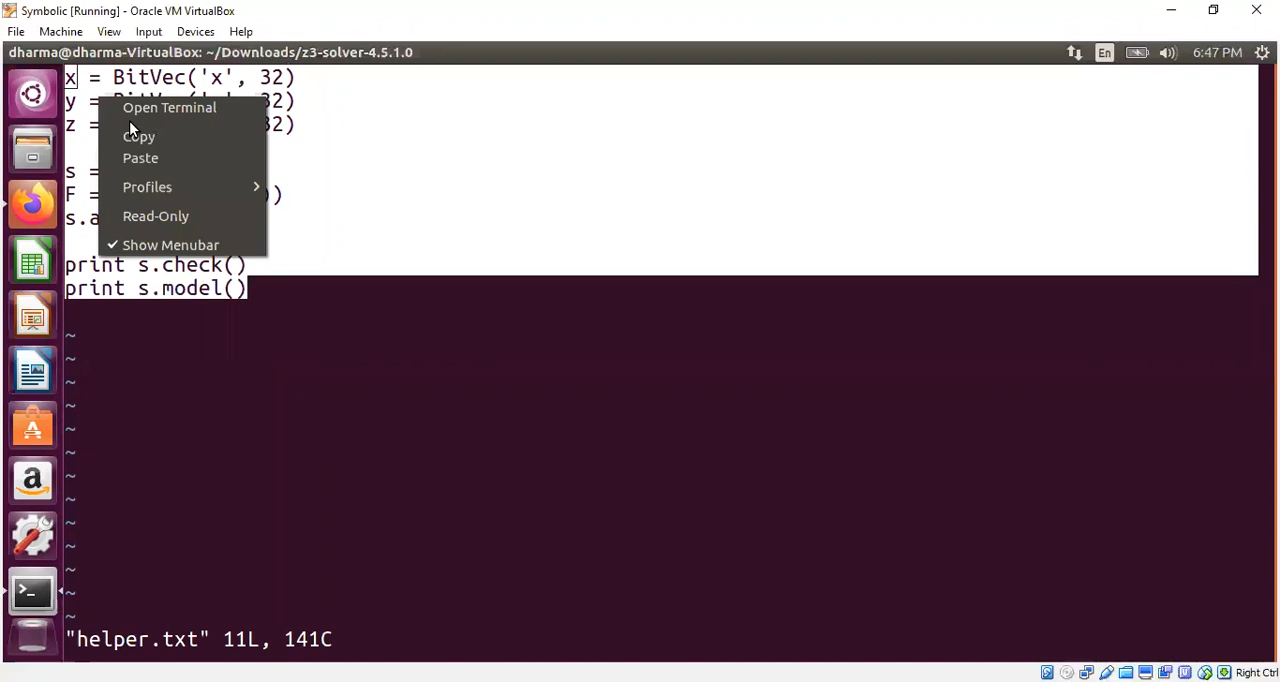 Symbolic [Running] - Oracle VM VirtualBox
File Machine View Input Devices Help
dharma@dharma-VirtualBox: ~/Downloads/z3-solver-4.5.1.0 En 6:47 PM
x = BitVec('x', 32)
y = 32)
z = 32)
s =
F = ))
s.a
print s.check()
print s.model()
Open Terminal
Copy
Paste
Profiles
Read-Only
✓ Show Menubar
~
~
~
~
~
~
~
~
~
~
~
~
~
"helper.txt" 11L, 141C
Right Ctrl